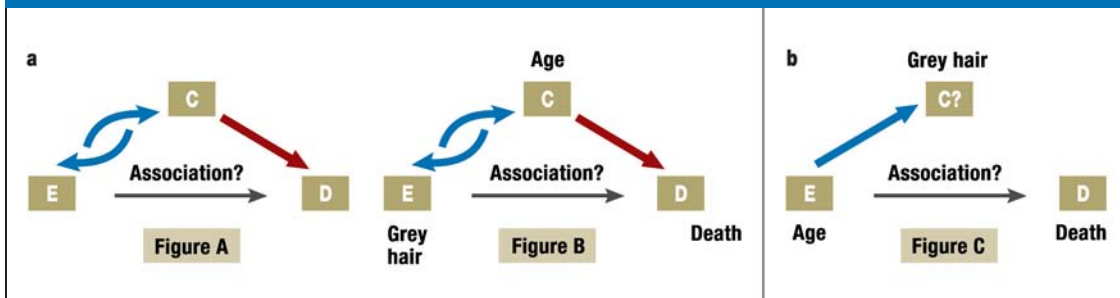 a
C
E
Association?
D
Figure A
Age
C
E
Association?
D
Grey
hair
Figure B
Death
b
Grey hair
C?
E
Association?
D
Age
Figure C
Death